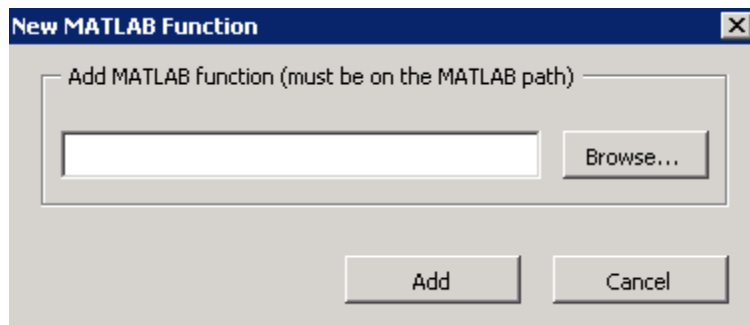 New MATLAB Function
Add MATLAB function (must be on the MATLAB path)
Browse...
Add
Cancel